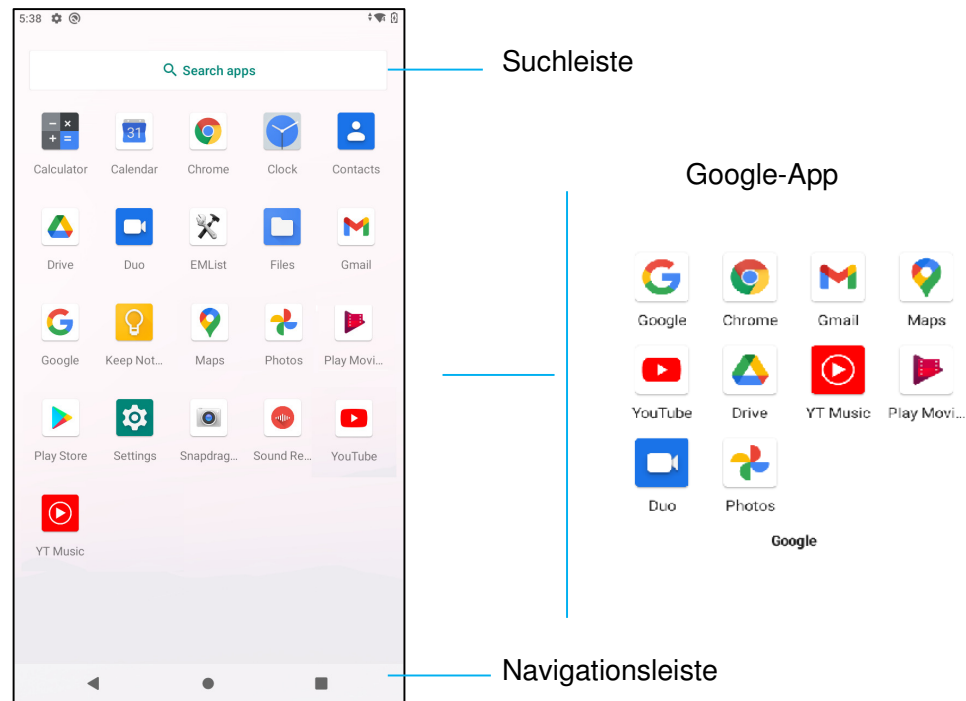 5:38
Search apps
Suchleiste
31
Calculator Calendar Chrome Clock Contacts
Drive Duo EMList Files Gmail
Google Keep Not... Maps Photos Play Movi...
Play Store Settings Snapdrag... Sound Re... YouTube
YT Music
Navigationsleiste
Google-App
Google Chrome Gmail Maps
YouTube Drive YT Music Play Movi...
Duo Photos
Google